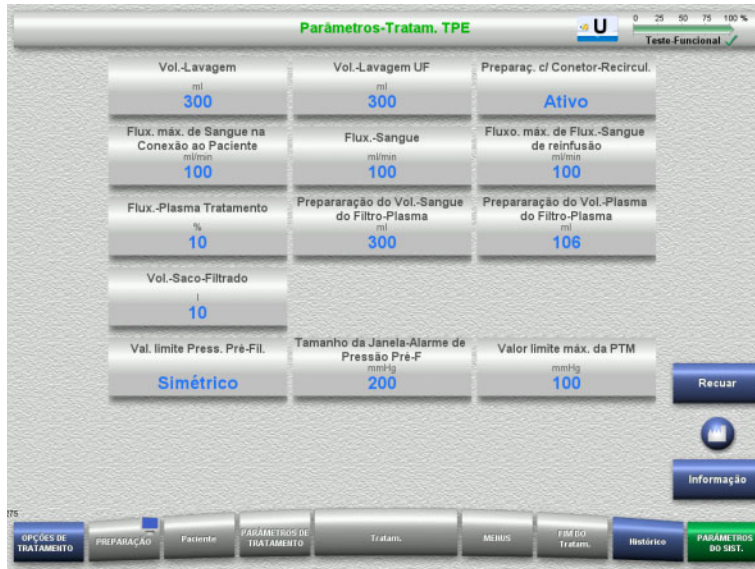 Parâmetros-Tratam. TPE
U
0 25 50 75 100 %
Teste-Funcional
Vol.-Lavagem
ml
300
Vol.-Lavagem UF
ml
300
Preparaç. c/ Conetor-Recircul.
Ativo
Flux. máx. de Sangue na
Conexão ao Paciente
ml/min
100
Flux.-Sangue
ml/min
100
Fluxo. máx. de Flux.-Sangue
de reinfusão
ml/min
100
Flux.-Plasma Tratamento
%
10
Prepararação do Vol.-Sangue
do Filtro-Plasma
ml
300
Prepararação do Vol.-Plasma
do Filtro-Plasma
ml
106
Vol.-Saco-Filtrado
l
10
Val. limite Press. Pré-Fil.
Simétrico
Tamanho da Janela-Alarme de
Pressão Pré-F
mmHg
200
Valor limite máx. da PTM
mmHg
100
Recuar
Informação
275
OPÇÕES DE
TRATAMENTO
PREPARAÇÃO
Paciente
PARÂMETROS DE
TRATAMENTO
Tratam.
MENUS
FIM DO
Tratam.
Histórico
PARÁMETROS
DO SIST.